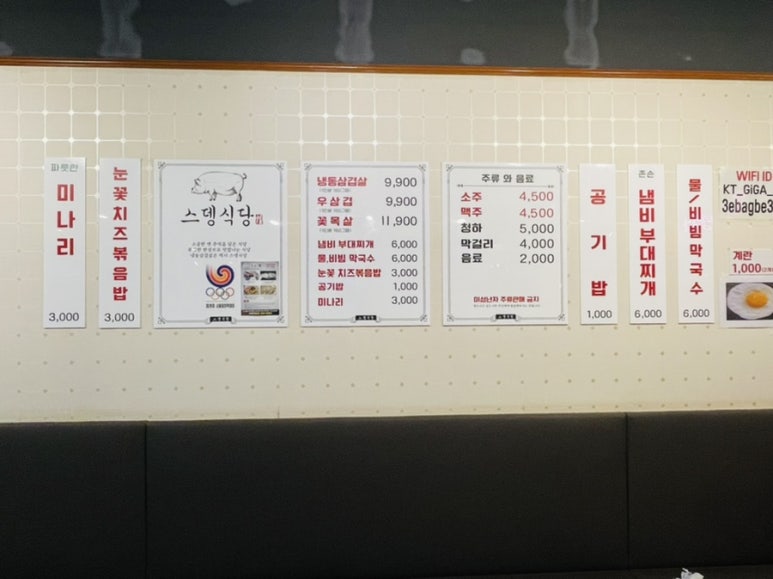 파릇한
미나리
3,000
눈꽃치즈볶음밥
3,000
스뎅식당
냉동삼겹살 9,900
우삼겹 9,900
꽃목살 11,900
냄비 부대찌개 6,000
물,비빔 막국수 6,000
눈꽃 치즈볶음밥 3,000
공기밥 1,000
미나리 3,000
주류 와 음료
소주 4,500
맥주 4,500
청하 5,000
막걸리 4,000
음료 2,000
미성년자 주류판매 금지
공기밥
1,000
존슨
냄비부대찌개
6,000
물/비빔막국수
6,000
WIFI ID
KT_GiGA_
3ebagbe3
계란
1,000